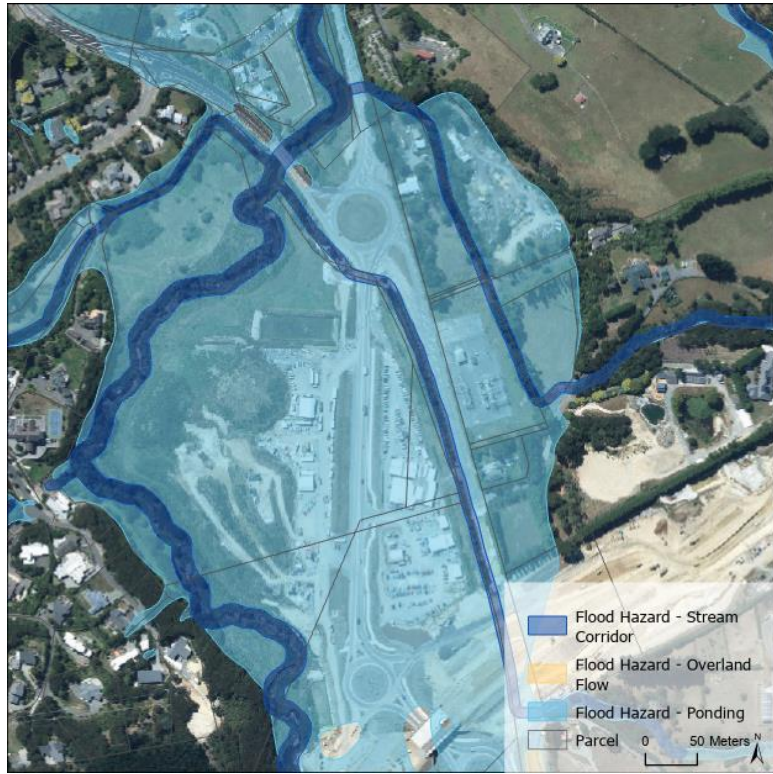 Flood Hazard - Stream
Corridor
Flood Hazard - Overland
Flow
Flood Hazard - Ponding
Parcel
0 50 Meters
N